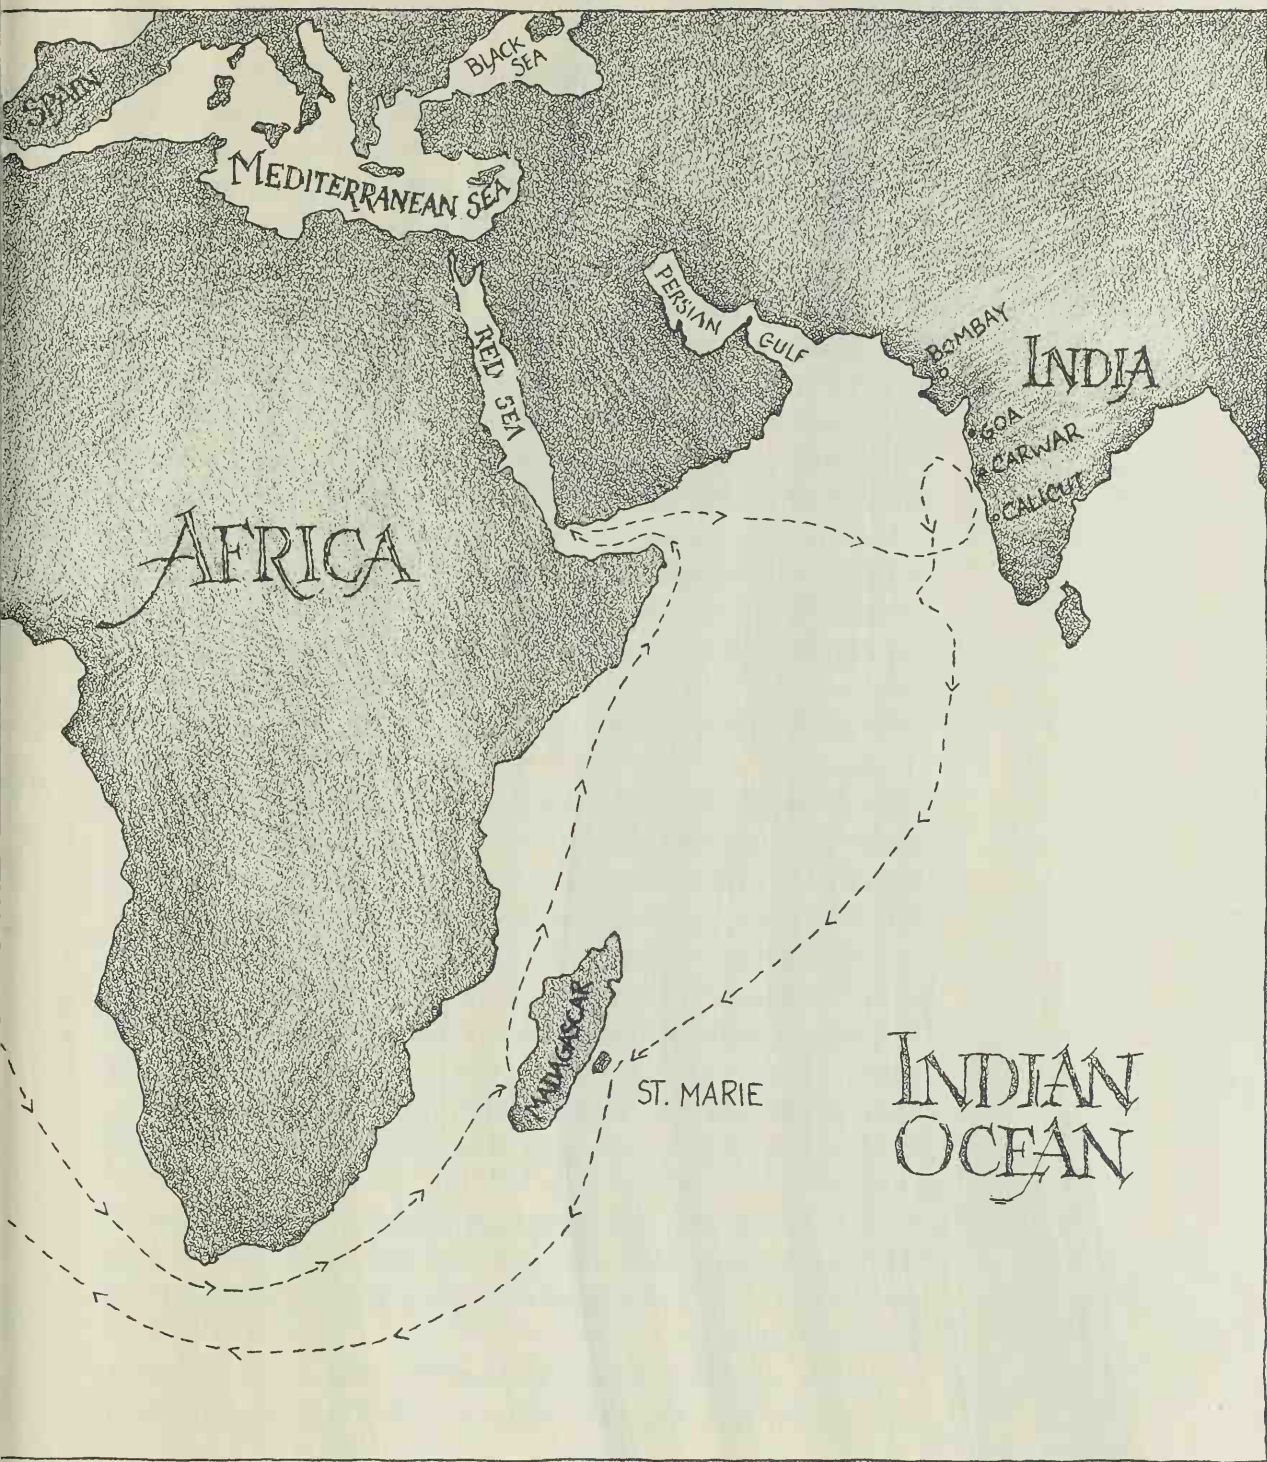 BLACK
SEA
SPAIN
MEDITERRANEAN SEA
PERSIAN
GULF
RED SEA
BOMBAY
INDIA
GOA
CARWAR
CALICUT
AFRICA
MADAGASCAR
ST. MARIE
INDIAN
OCEAN